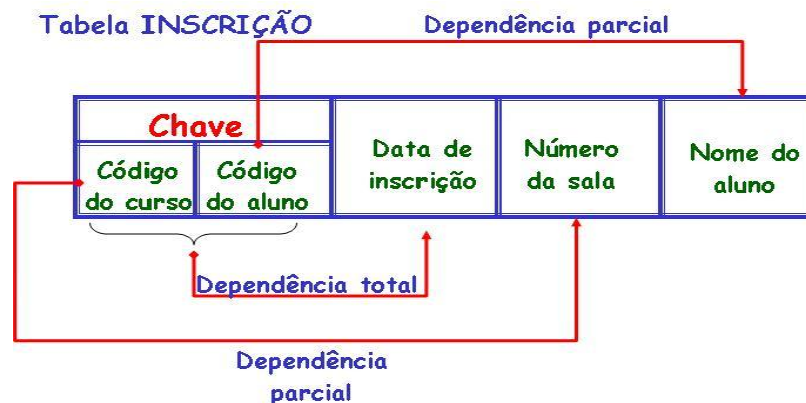 Tabela INSCRIÇÃO
Dependência parcial
Chave
Código
do curso
Código
do aluno
Data de
inscrição
Número
da sala
Nome do
aluno
Dependência total
Dependência
parcial